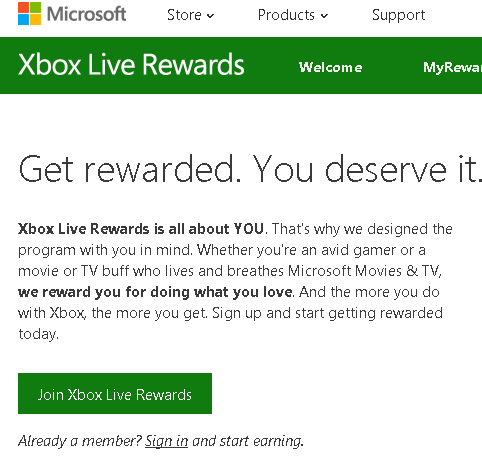 Microsoft Store Products Support
Xbox Live Rewards Welcome
Get rewarded. You deserve it.
Xbox Live Rewards is all about YOU. That's why we designed the
program with you in mind. Whether you're an avid gamer or a
movie or TV buff who lives and breathes Microsoft Movies & TV,
we reward you for doing what you love. And the more you do
with Xbox, the more you get. Sign up and start getting rewarded
today.
Join Xbox Live Rewards
Already a member? Sign in and start earning.